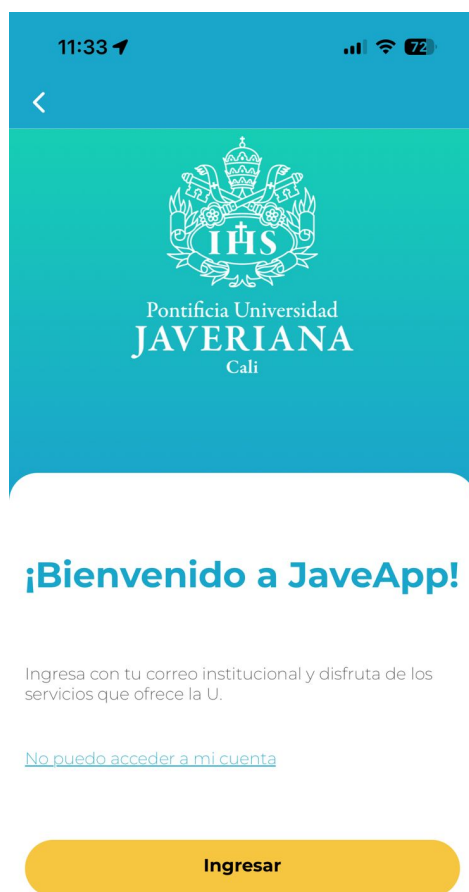 11:33
72
IHS
Pontificia Universidad
JAVERIANA
Cali
¡Bienvenido a JaveApp!
Ingresa con tu correo institucional y disfruta de los
servicios que ofrece la U.
No puedo acceder a mi cuenta
Ingresar